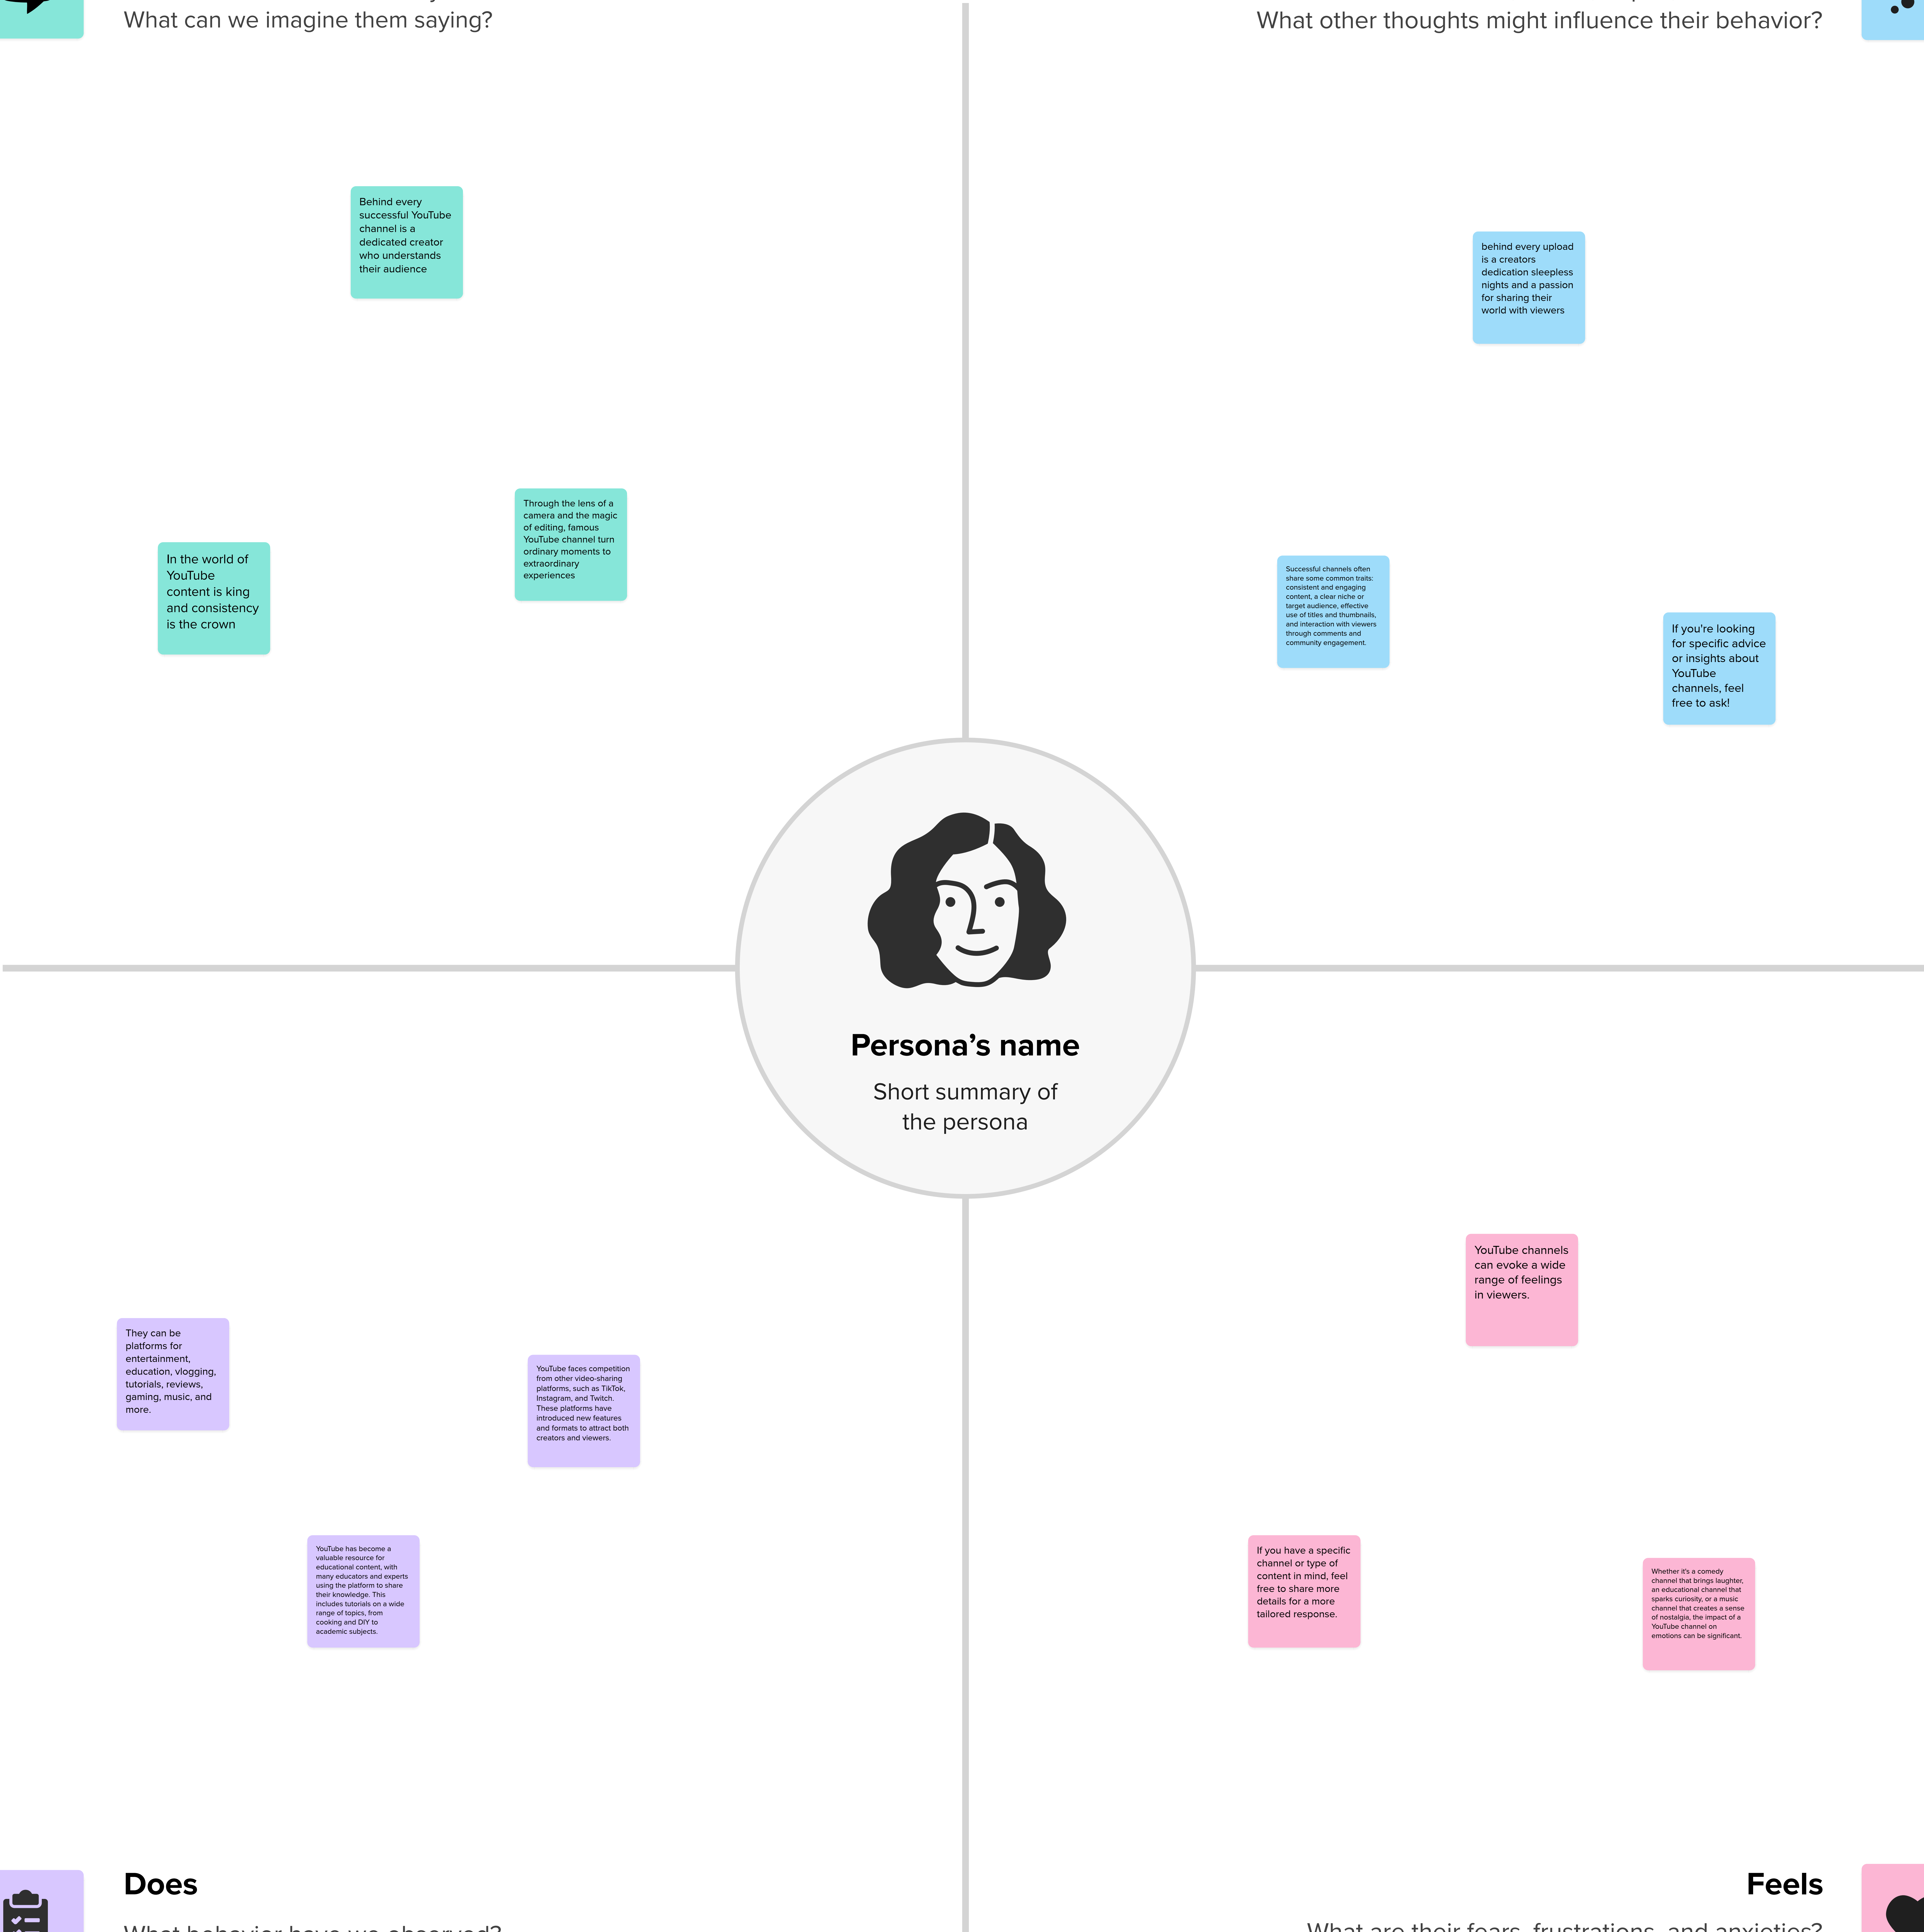 What can we imagine them saying?
What other thoughts might influence their behavior?
Behind every
successful YouTube
channel is a
dedicated creator
who understands
their audience
behind every upload
is a creators
dedication sleepless
nights and a passion
for sharing their
world with viewers
In the world of
YouTube
content is king
and consistency
is the crown
Through the lens of a
camera and the magic
of editing, famous
YouTube channel turn
ordinary moments to
extraordinary
experiences
Successful channels often
share some common traits:
consistent and engaging
content, a clear niche or
target audience, effective
use of titles and thumbnails,
and interaction with viewers
through comments and
community engagement.
If you're looking
for specific advice
or insights about
YouTube
channels, feel
free to ask!
Persona’s name
Short summary of
the persona
They can be
platforms for
entertainment,
education, vlogging,
tutorials, reviews,
gaming, music, and
more.
YouTube faces competition
from other video-sharing
platforms, such as TikTok,
Instagram, and Twitch.
These platforms have
introduced new features
and formats to attract both
creators and viewers.
YouTube has become a
valuable resource for
educational content, with
many educators and experts
using the platform to share
their knowledge. This
includes tutorials on a wide
range of topics, from
cooking and DIY to
academic subjects.
YouTube channels
can evoke a wide
range of feelings
in viewers.
If you have a specific
channel or type of
content in mind, feel
free to share more
details for a more
tailored response.
Whether it's a comedy
channel that brings laughter,
an educational channel that
sparks curiosity, or a music
channel that creates a sense
of nostalgia, the impact of a
YouTube channel on
emotions can be significant.
Does
What behavior have we observed?
Feels
What are their fears, frustrations, and anxieties?